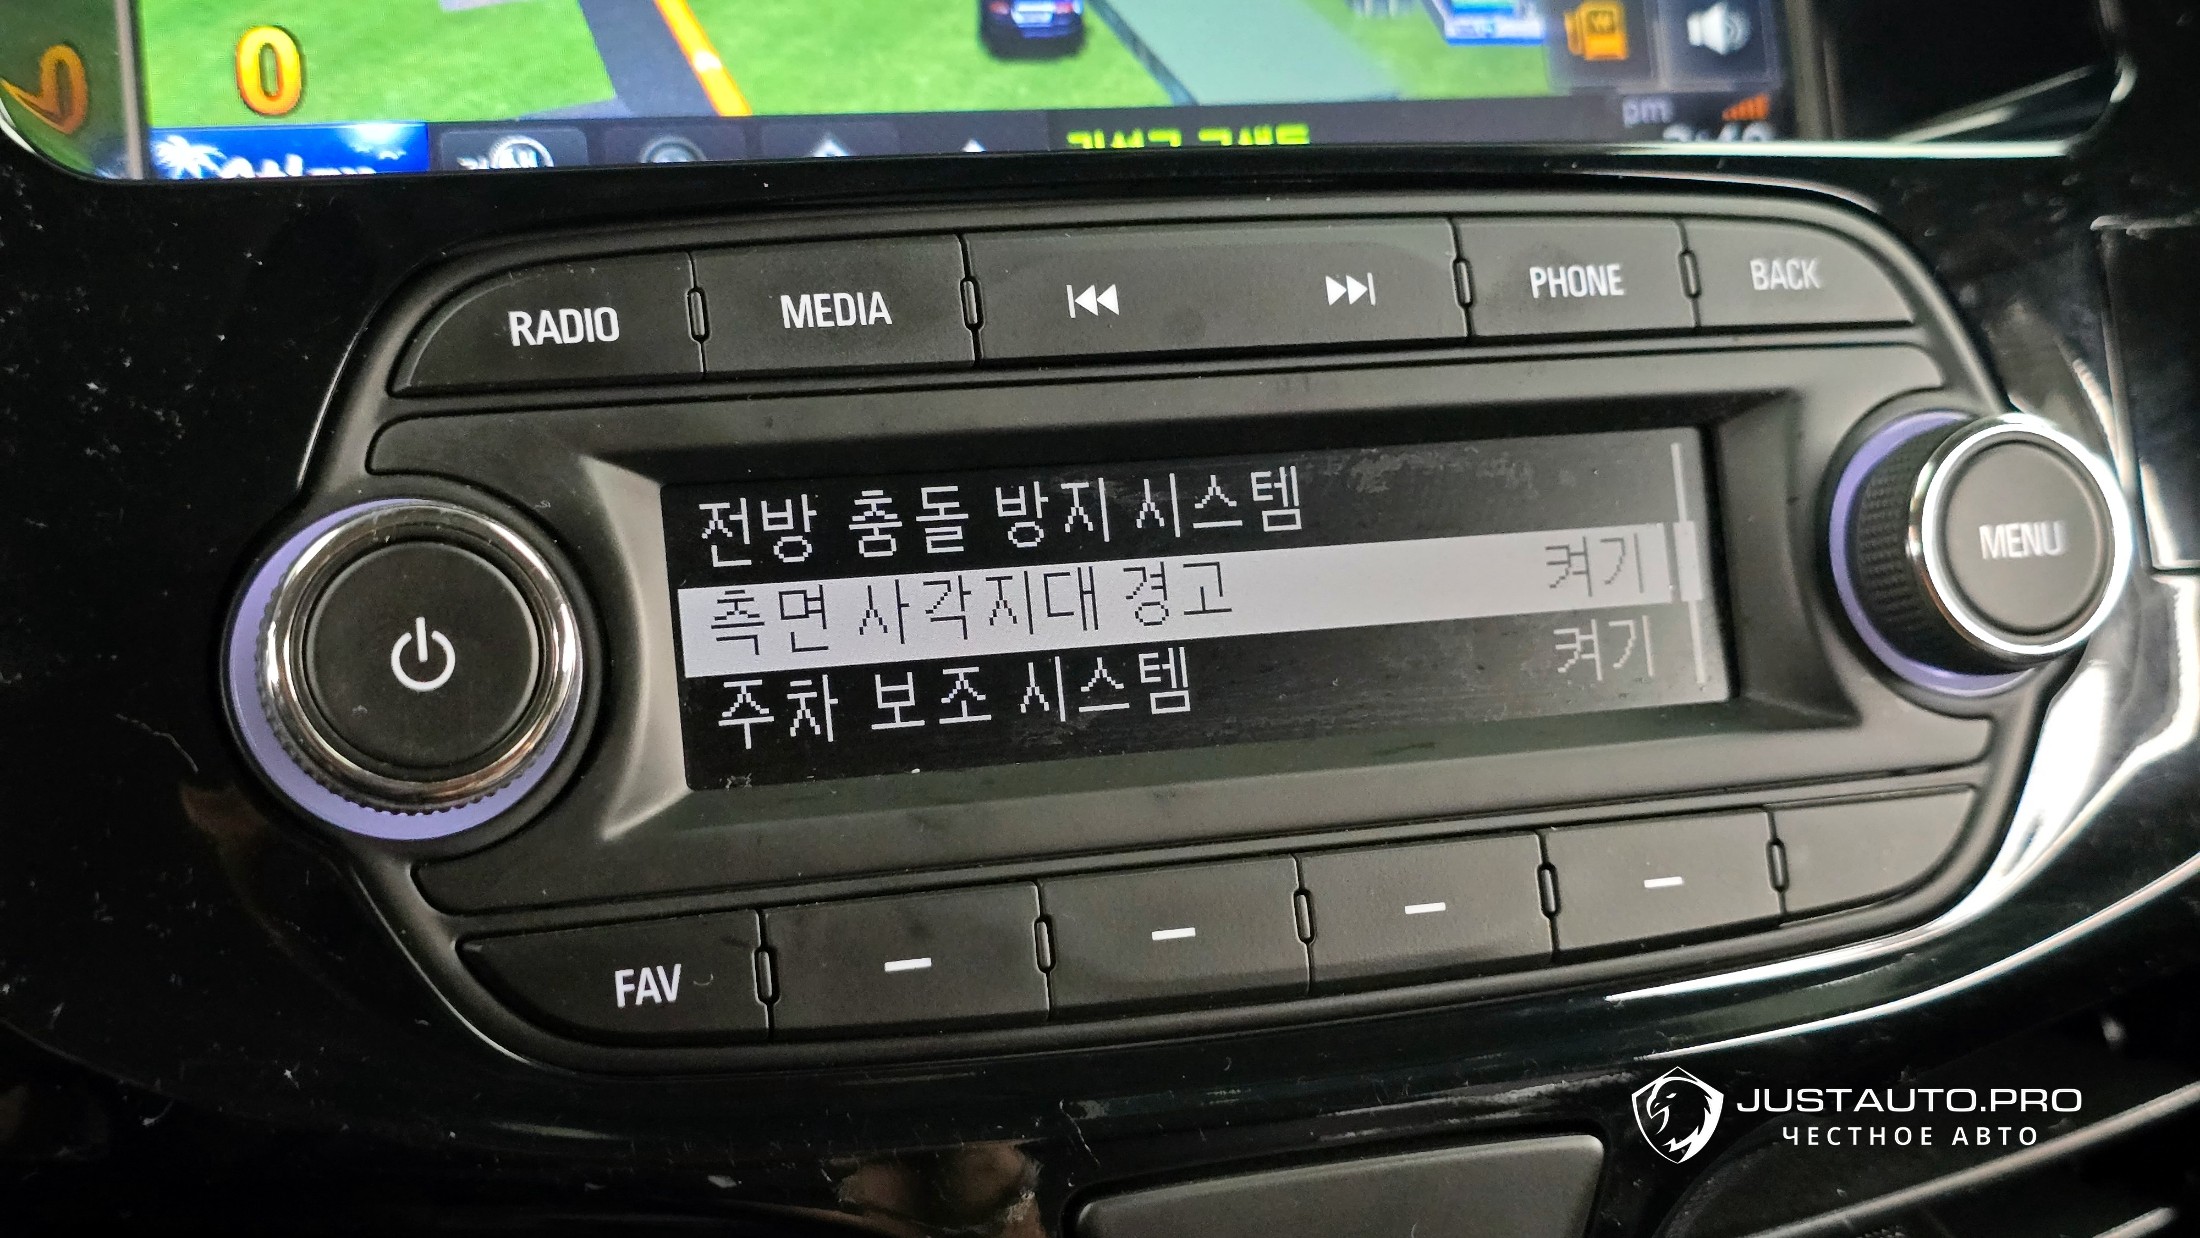 0
pm
RADIO
MEDIA
PHONE
BACK
전방 충돌 방지 시스템
측면 사각지대 경고 켜기
주차 보조 시스템 켜기
MENU
FAV
JUSTAUTO.PRO
ЧЕСТНОЕ АВТО